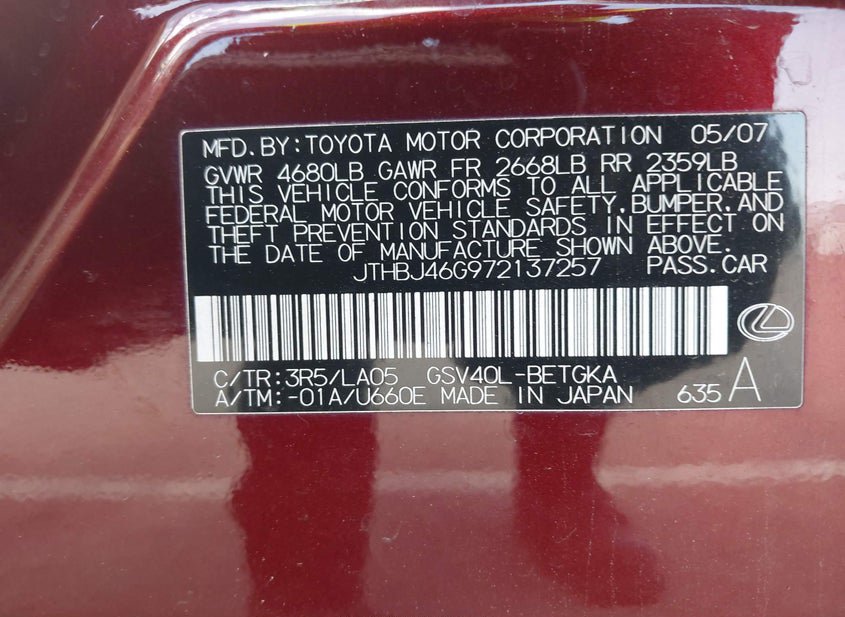 MFD.BY:TOYOTA MOTOR CORPORATION 05/07
GVWR 4680LB GAWR FR 2668LB RR 2359LB
THIS VEHICLE CONFORMS TO ALL APPLICABLE
FEDERAL MOTOR VEHICLE SAFETY,BUMPER,AND
THEFT PREVENTION STANDARDS IN EFFECT ON
THE DATE OF MANUFACTURE SHOWN ABOVE.
JTHBJ46G972137257 PASS.CAR
C/TR:3R5/LA05 GSV40L-BETGKA
A/TM:-01A/U660E MADE IN JAPAN 635 A